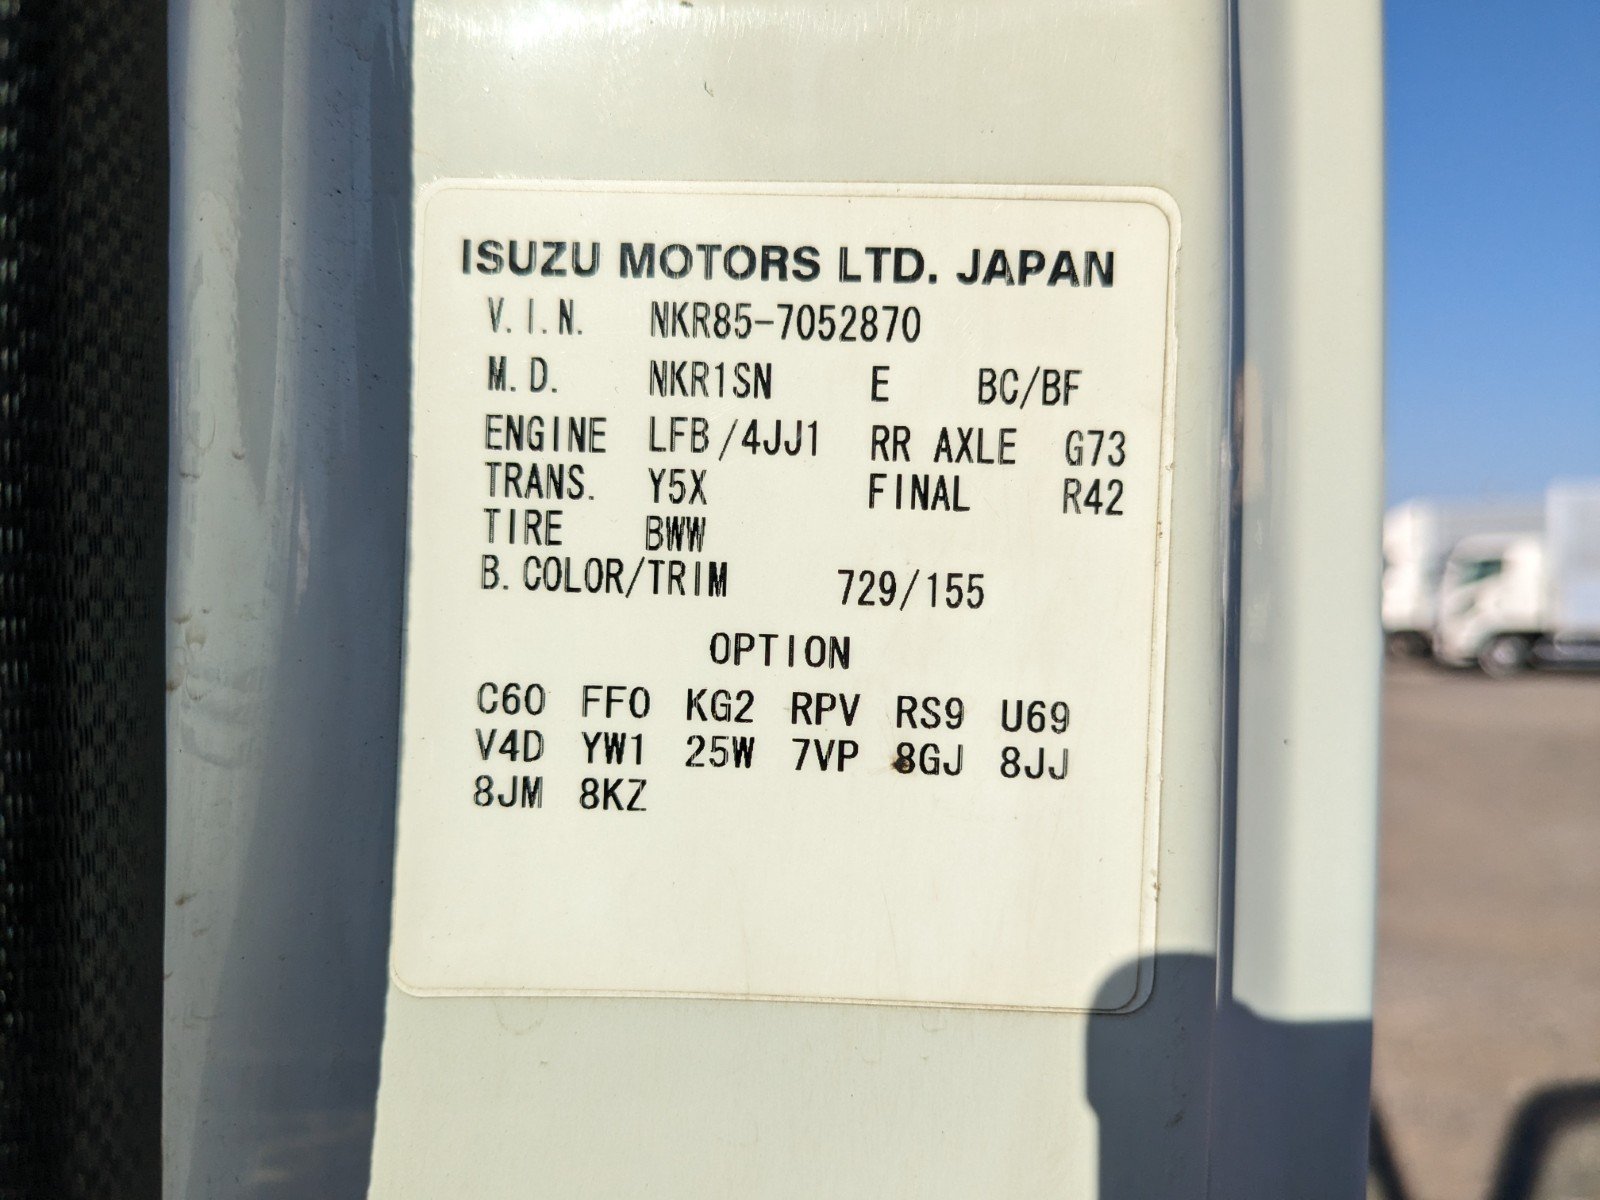 ISUZU MOTORS LTD. JAPAN
V.I.N. NKR85-7052870
M.D. NKR1SN E BC/BF
ENGINE LFB/4JJ1 RR AXLE G73
TRANS. Y5X FINAL R42
TIRE BWW
B.COLOR/TRIM 729/155
OPTION
C60 FF0 KG2 RPV RS9 U69
V4D YW1 25W 7VP 8GJ 8JJ
8JM 8KZ